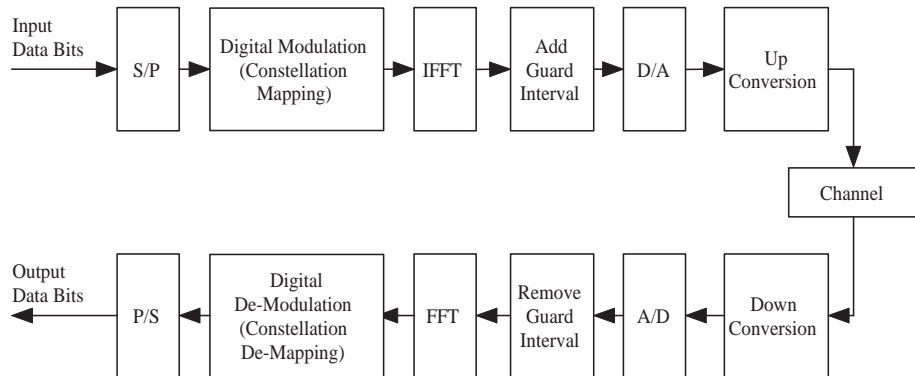 Input
Data Bits
S/P
Digital Modulation
(Constellation
Mapping)
IFFT
Add
Guard
Interval
D/A
Up
Conversion
Channel
Output
Data Bits
P/S
Digital
De-Modulation
(Constellation
De-Mapping)
FFT
Remove
Guard
Interval
A/D
Down
Conversion